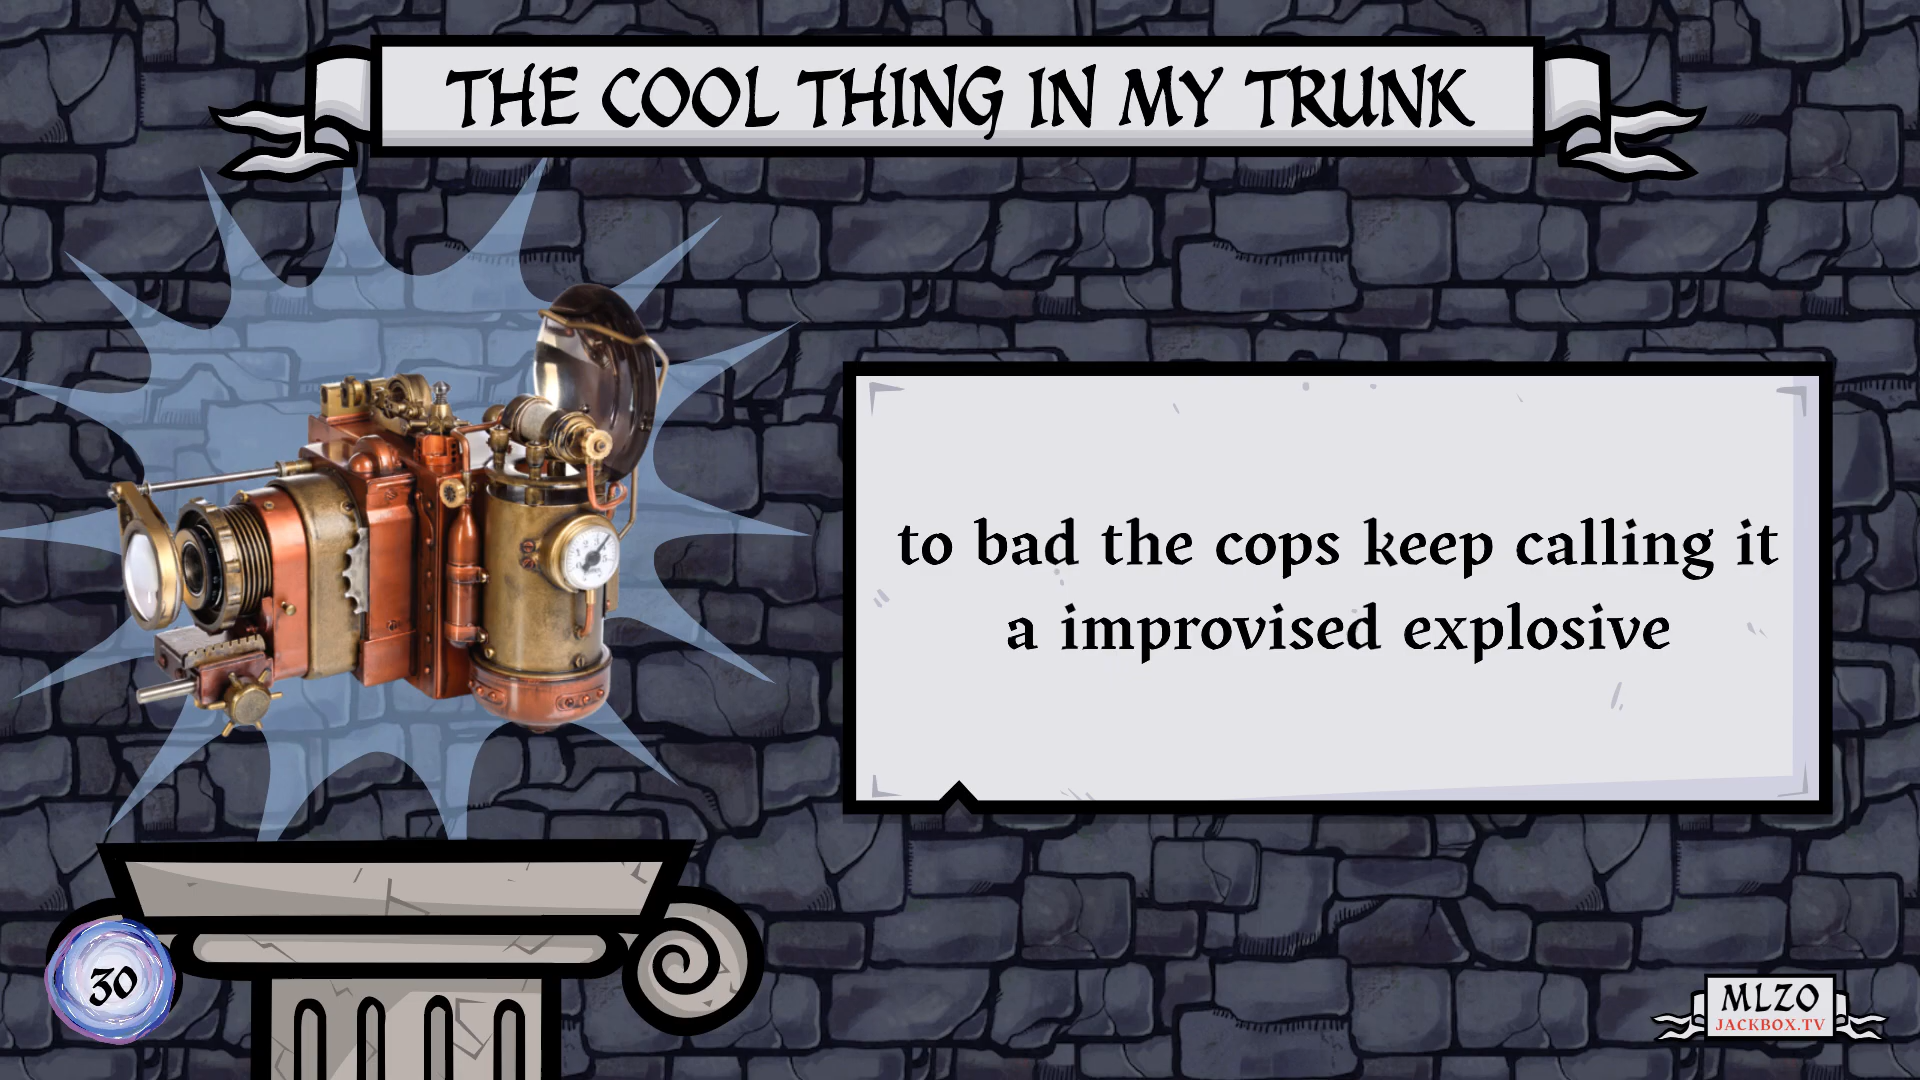 THE COOL THING IN MY TRUNK
to bad the cops keep calling it
a improvised explosive
30
MLZO
JACKBOX.TV